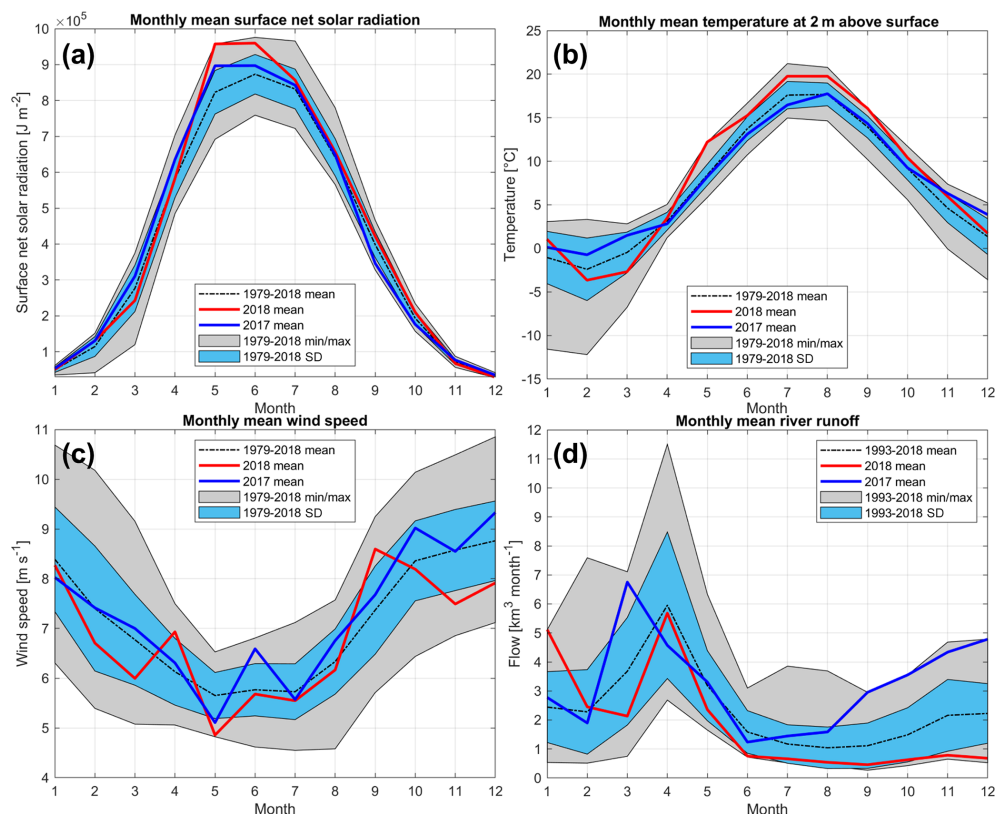 Monthly mean surface net solar radiation
×10⁵
(a)
Surface net solar radiation [J m⁻²]
10
9
8
7
6
5
4
3
2
1
1979-2018 mean
2018 mean
2017 mean
1979-2018 min/max
1979-2018 SD
1 2 3 4 5 6 7 8 9 10 11 12
Month
Monthly mean temperature at 2 m above surface
(b)
Temperature [°C]
25
20
15
10
5
0
-5
-10
-15
1979-2018 mean
2018 mean
2017 mean
1979-2018 min/max
1979-2018 SD
1 2 3 4 5 6 7 8 9 10 11 12
Month
Monthly mean wind speed
(c)
Wind speed [m s⁻¹]
11
10
9
8
7
6
5
4
1979-2018 mean
2018 mean
2017 mean
1979-2018 min/max
1979-2018 SD
1 2 3 4 5 6 7 8 9 10 11 12
Month
Monthly mean river runoff
(d)
Flow [km³ month⁻¹]
12
11
10
9
8
7
6
5
4
3
2
1
0
1993-2018 mean
2018 mean
2017 mean
1993-2018 min/max
1993-2018 SD
1 2 3 4 5 6 7 8 9 10 11 12
Month